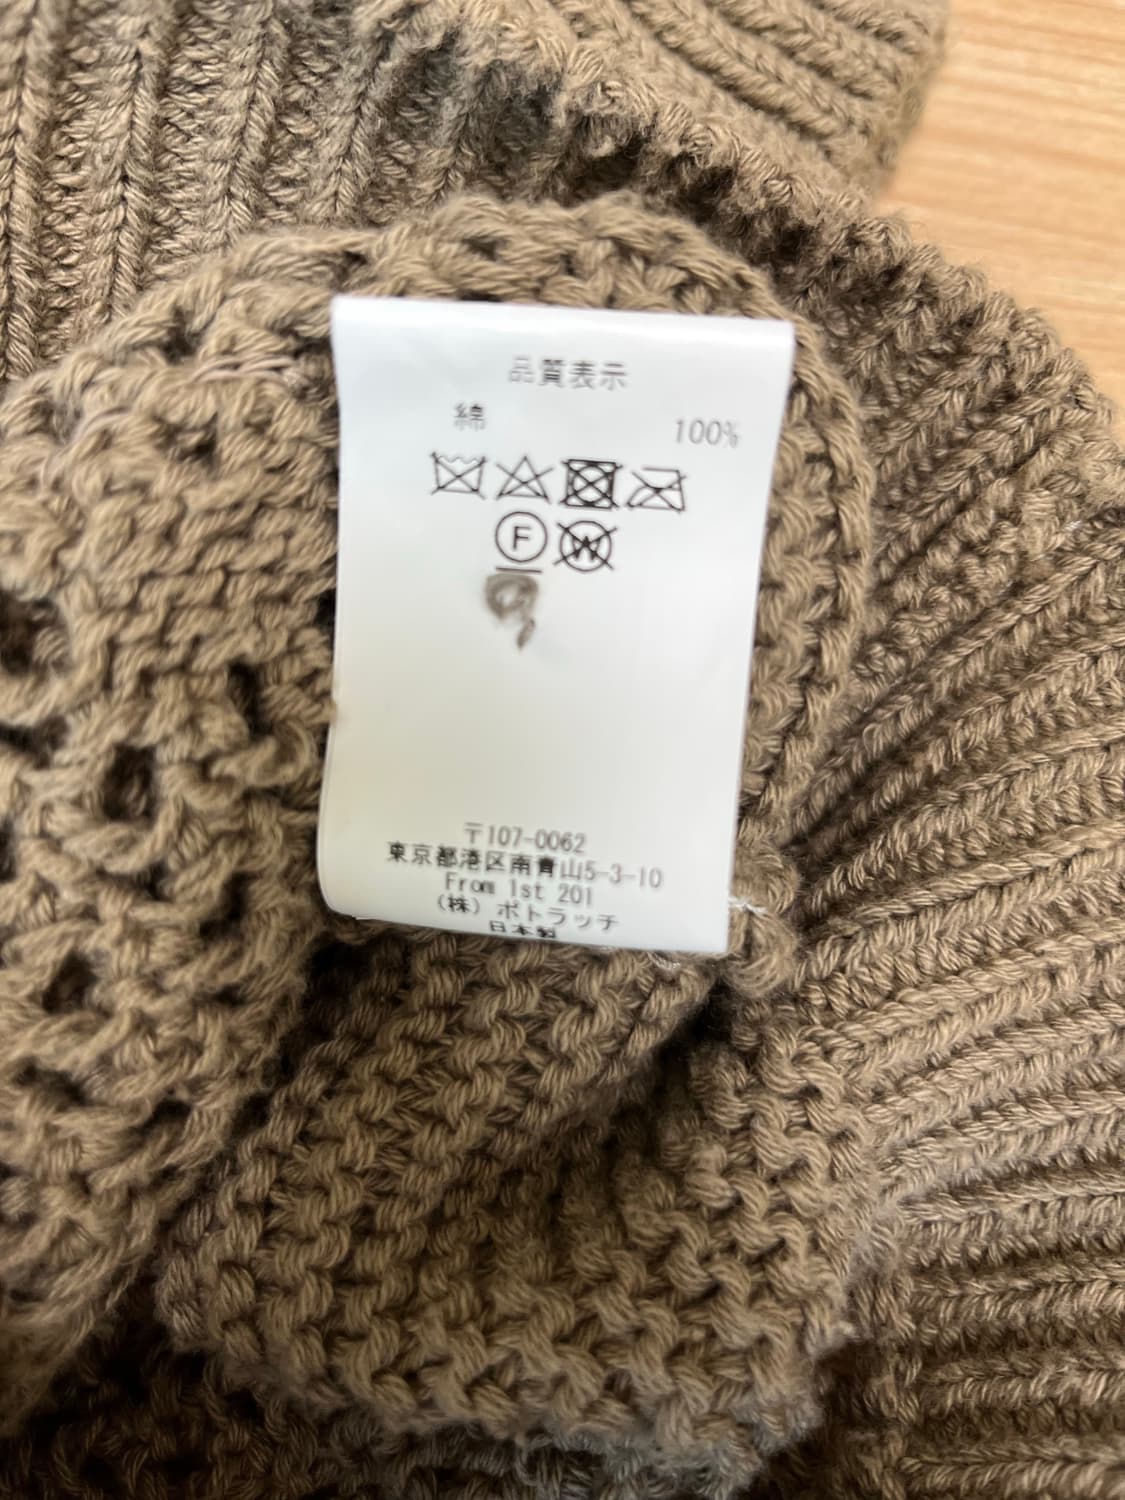 品質表示
綿 100%
F W
〒107-0062
東京都港区南青山5-3-10
From 1st 201
(株) ポトラッチ
日本製